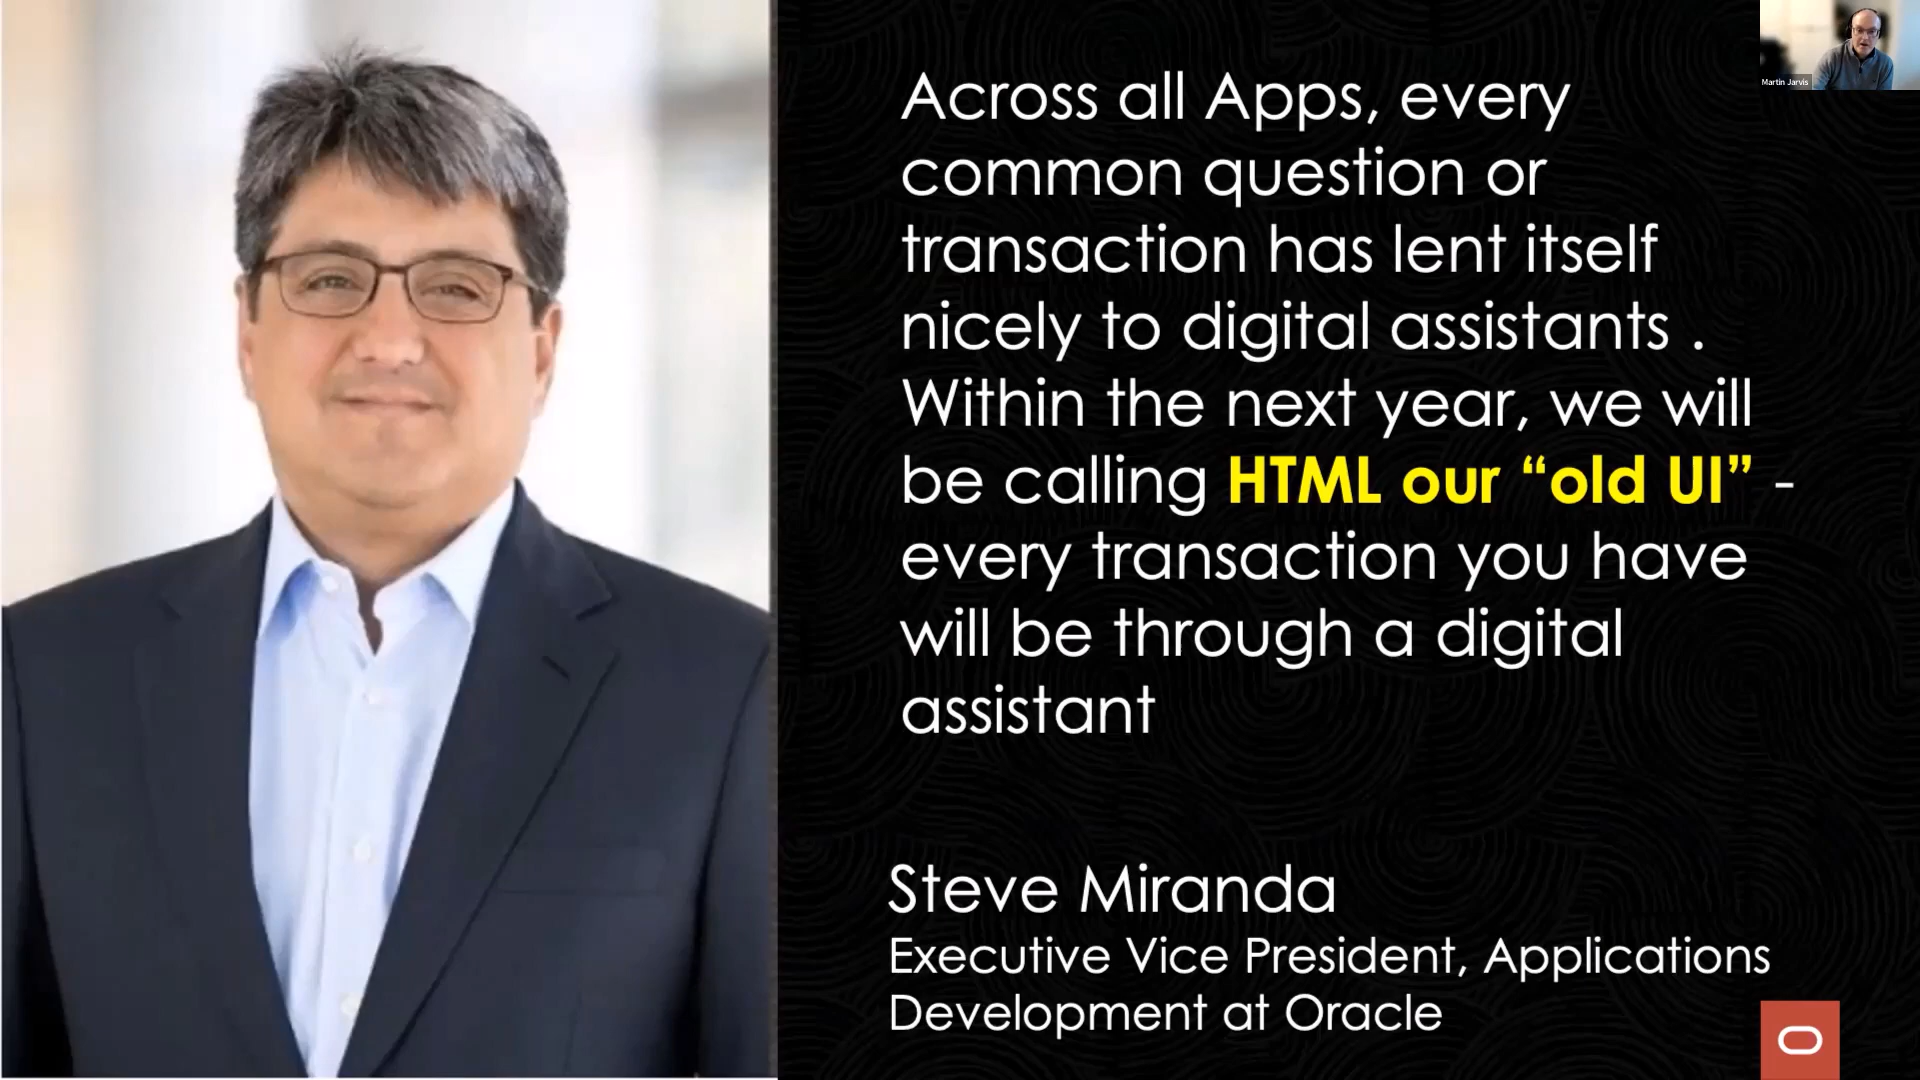 Across all Apps, every
common question or
transaction has lent itself
nicely to digital assistants .
Within the next year, we will
be calling HTML our “old UI” -
every transaction you have
will be through a digital
assistant
Steve Miranda
Executive Vice President, Applications
Development at Oracle
Martin Jarvis